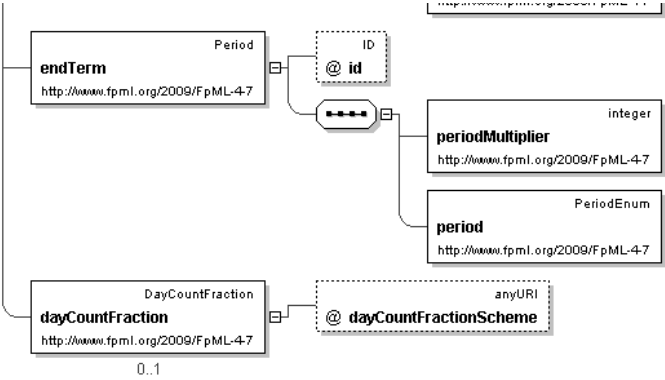 Period
endTerm
http://www.fpml.org/2009/FpML-4-7
ID
@ id
integer
periodMultiplier
http://www.fpml.org/2009/FpML-4-7
PeriodEnum
period
http://www.fpml.org/2009/FpML-4-7
DayCountFraction
dayCountFraction
http://www.fpml.org/2009/FpML-4-7
0..1
anyURI
@ dayCountFractionScheme